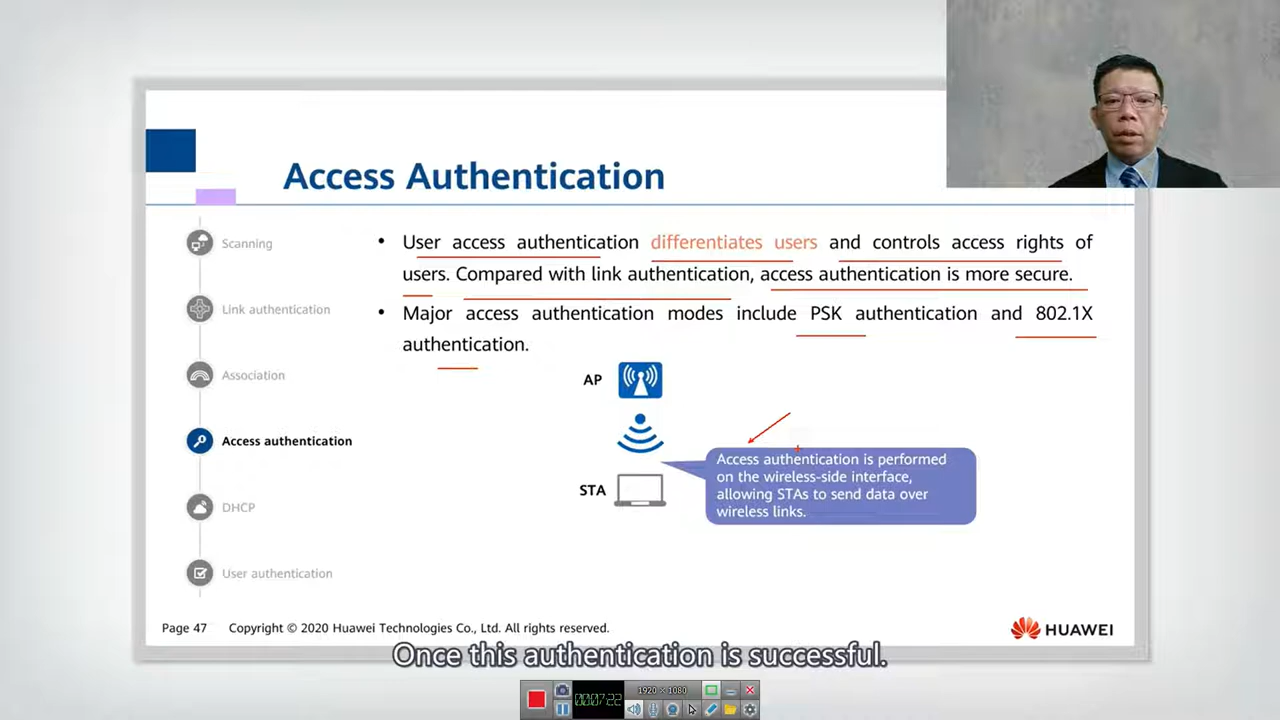 Access Authentication
Scanning
Link authentication
Association
Access authentication
DHCP
User authentication
• User access authentication differentiates users and controls access rights of
users. Compared with link authentication, access authentication is more secure.
• Major access authentication modes include PSK authentication and 802.1X
authentication.
AP
STA
Access authentication is performed
on the wireless-side interface,
allowing STAs to send data over
wireless links.
Page 47 Copyright © 2020 Huawei Technologies Co., Ltd. All rights reserved.
HUAWEI
Once this authentication is successful.
1920 × 1080
00:07:22